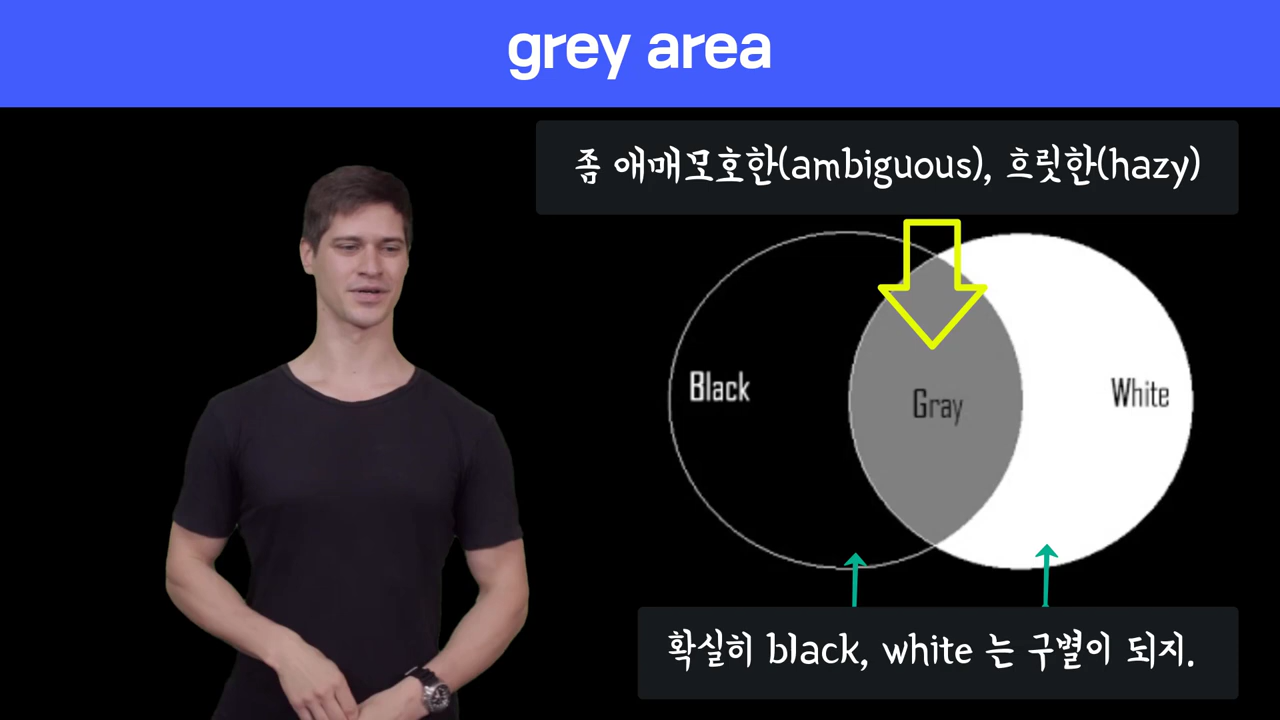 grey area
좀 애매모호한(ambiguous), 흐릿한(hazy)
Black
Gray
White
확실히 black, white 는 구별이 되지.